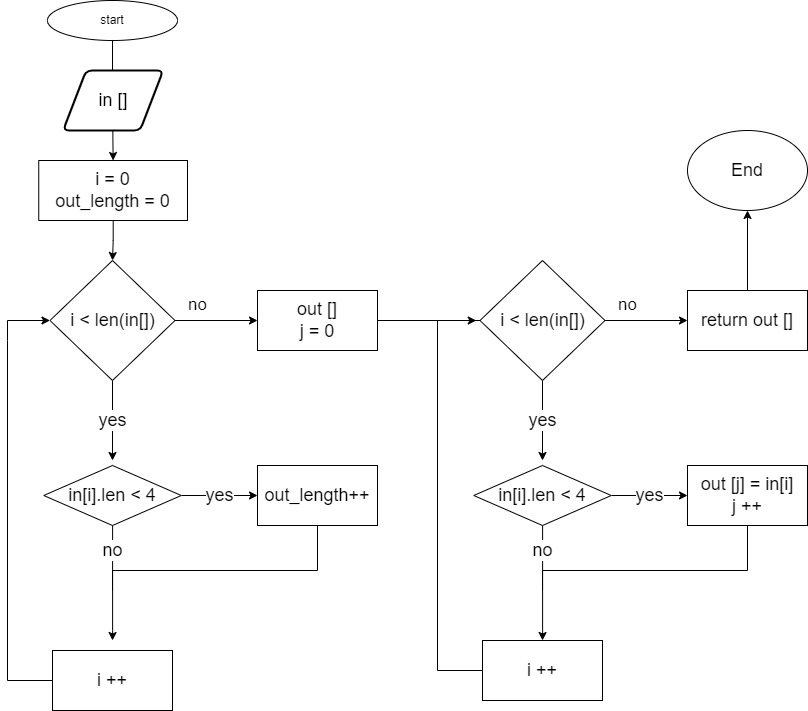 start
in []
i = 0
out_length = 0
i < len(in[])
no
yes
in[i].len < 4
yes
out_length++
no
i ++
out []
j = 0
i < len(in[])
no
yes
in[i].len < 4
yes
out [j] = in[i]
j ++
no
i ++
return out []
End